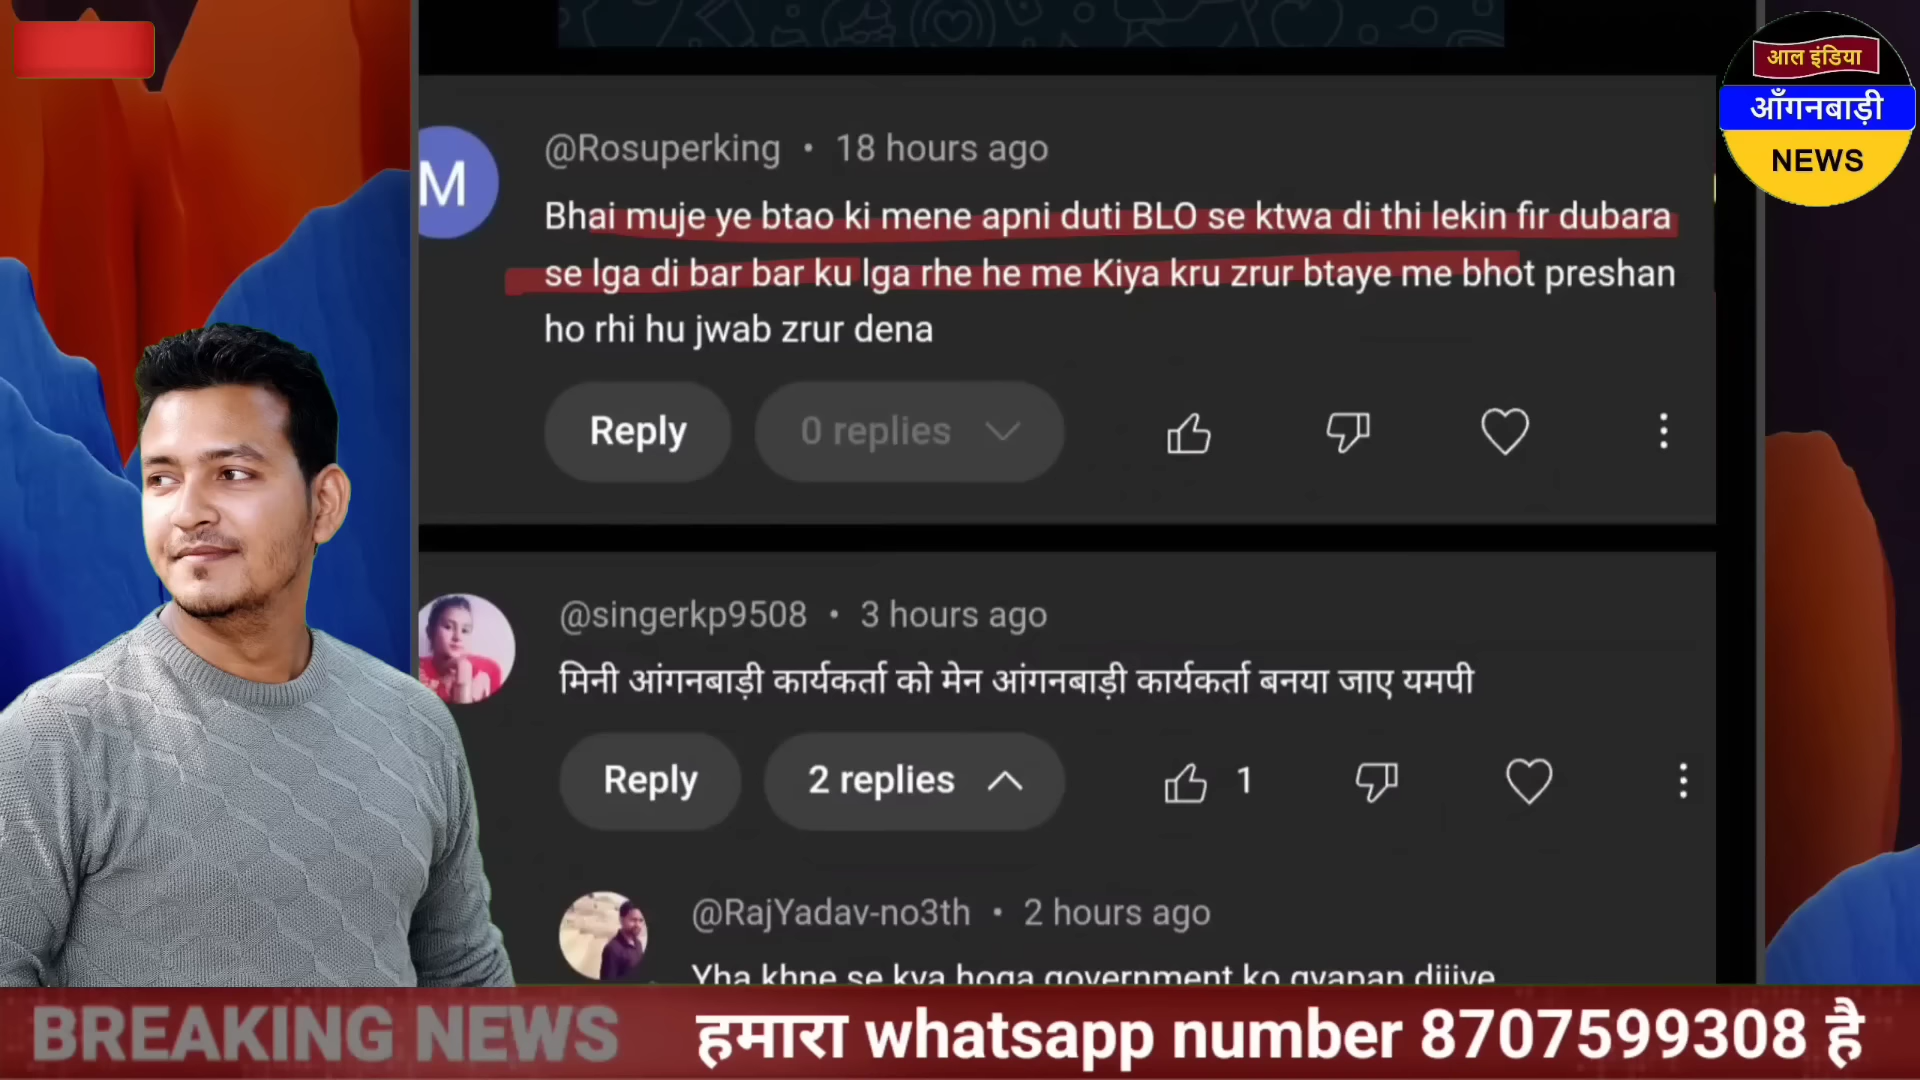 आल इंडिया
आँगनबाड़ी
NEWS
M
@Rosuperking • 18 hours ago
Bhai muje ye btao ki mene apni duti BLO se ktwa di thi lekin fir dubara
se lga di bar bar ku lga rhe he me Kiya kru zrur btaye me bhot preshan
ho rhi hu jwab zrur dena
Reply
0 replies
@singerkp9508 • 3 hours ago
मिनी आंगनबाड़ी कार्यकर्ता को मेन आंगनबाड़ी कार्यकर्ता बनया जाए यमपी
Reply
2 replies
1
@RajYadav-no3th • 2 hours ago
Yha khne se kya hoga government ko gyapan dijiye
BREAKING NEWS
हमारा whatsapp number 8707599308 है